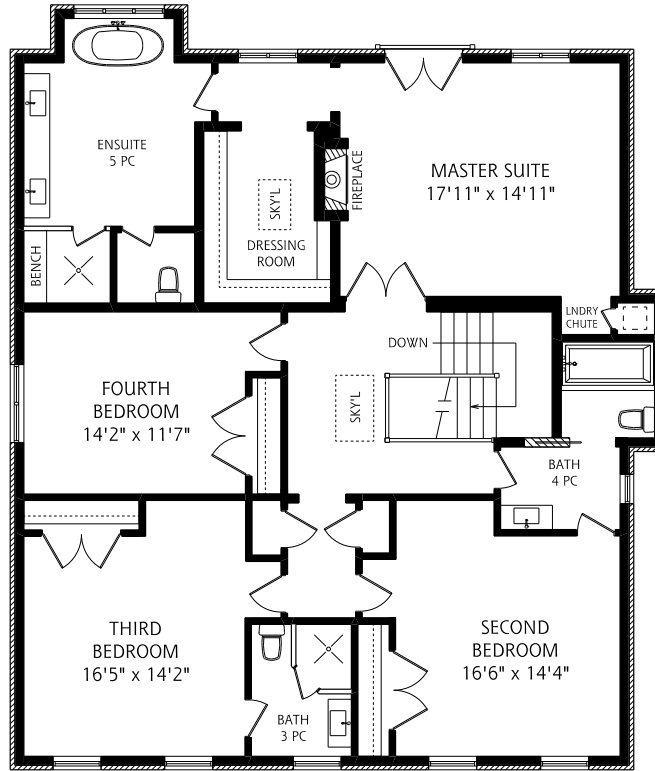 ENSUITE
5 PC
SKY'L
FIREPLACE
MASTER SUITE
17'11" x 14'11"
BENCH
DRESSING
ROOM
LNDRY
CHUTE
DOWN
FOURTH
BEDROOM
14'2" x 11'7"
SKY'L
BATH
4 PC
THIRD
BEDROOM
16'5" x 14'2"
SECOND
BEDROOM
16'6" x 14'4"
BATH
3 PC